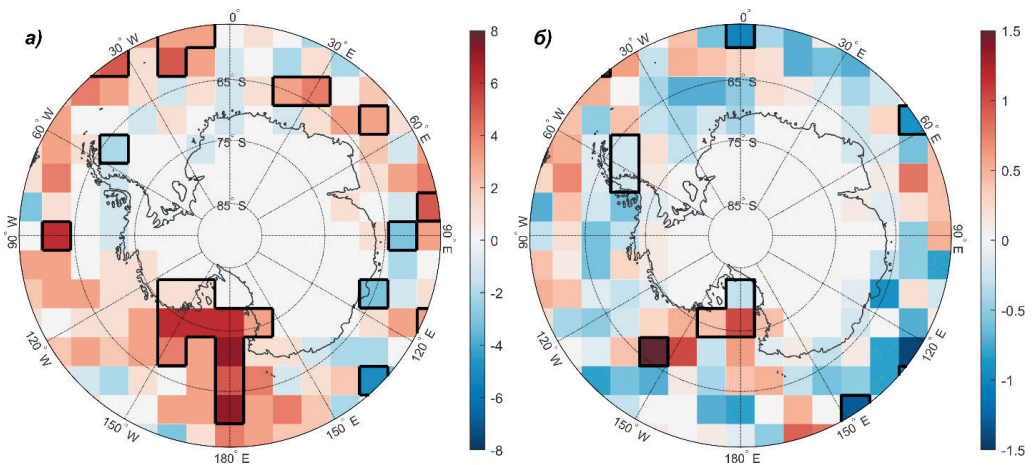 а)
0°
30° E
60° E
90° E
120° E
150° E
180° E
150° W
120° W
90° W
60° W
30° W
65° S
75° S
85° S
8
6
4
2
0
-2
-4
-6
-8
б)
0°
30° E
60° E
90° E
120° E
150° E
180° E
150° W
120° W
90° W
60° W
30° W
65° S
75° S
85° S
1.5
1
0.5
0
-0.5
-1
-1.5